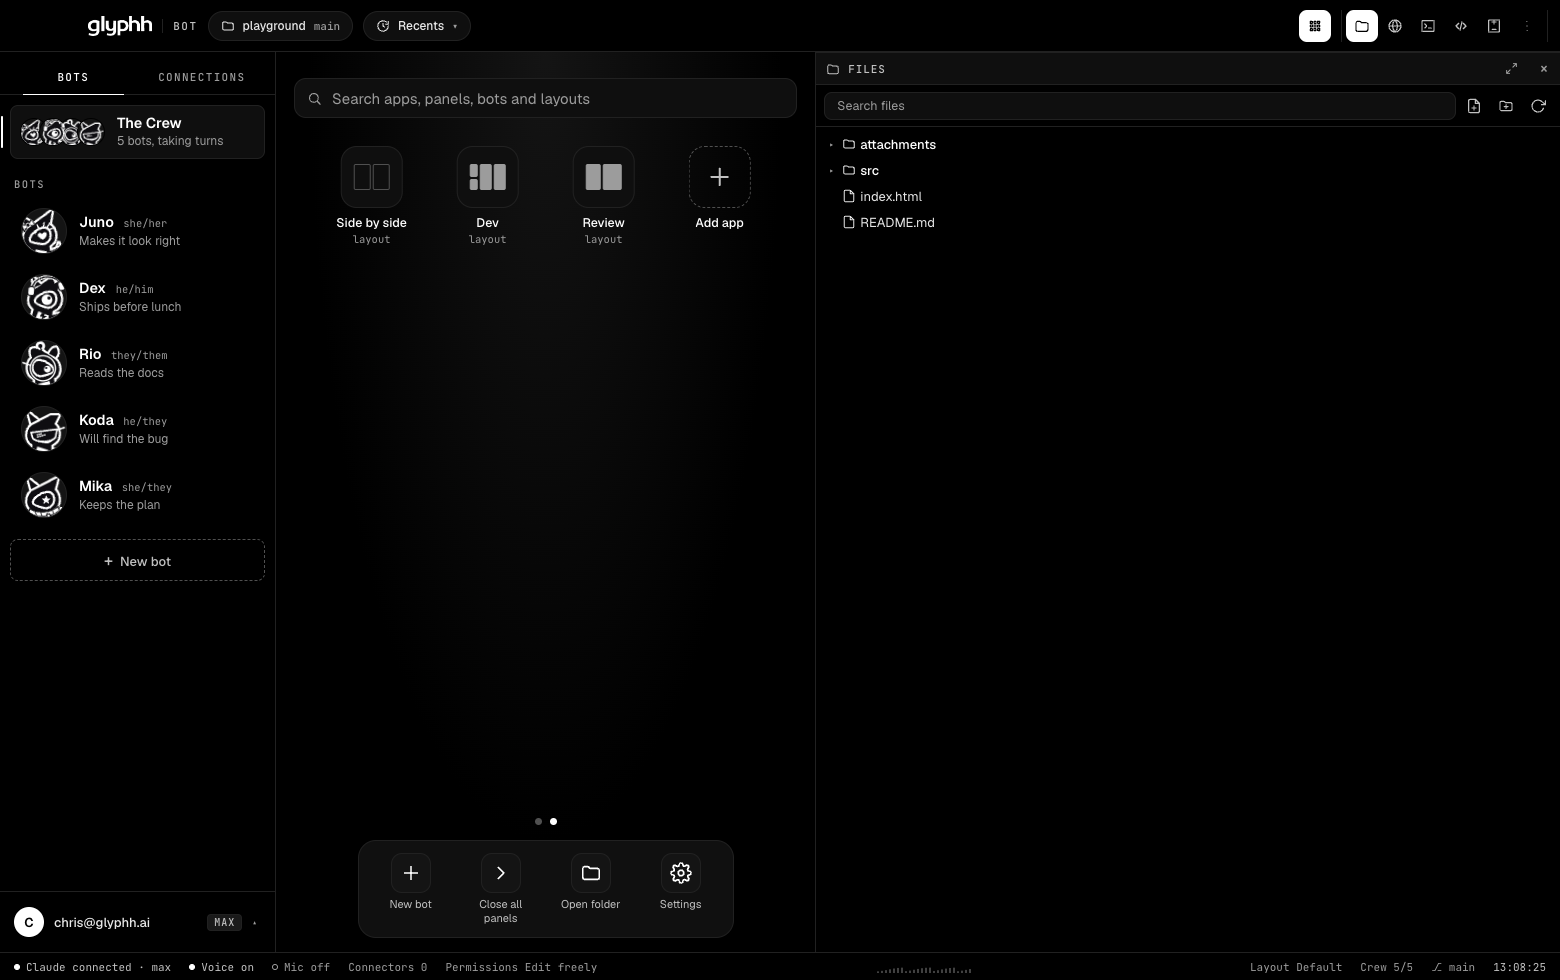 glyphh BOT playground main Recents
BOTS CONNECTIONS
The Crew
5 bots, taking turns
BOTS
Juno she/her
Makes it look right
Dex he/him
Ships before lunch
Rio they/them
Reads the docs
Koda he/they
Will find the bug
Mika she/they
Keeps the plan
+ New bot
C chris@glyphh.ai MAX
Search apps, panels, bots and layouts
Side by side
layout
Dev
layout
Review
layout
Add app
New bot
Close all
panels
Open folder
Settings
FILES
Search files
attachments
src
index.html
README.md
Claude connected · max Voice on Mic off Connectors 0 Permissions Edit freely Layout Default Crew 5/5 main 13:08:25